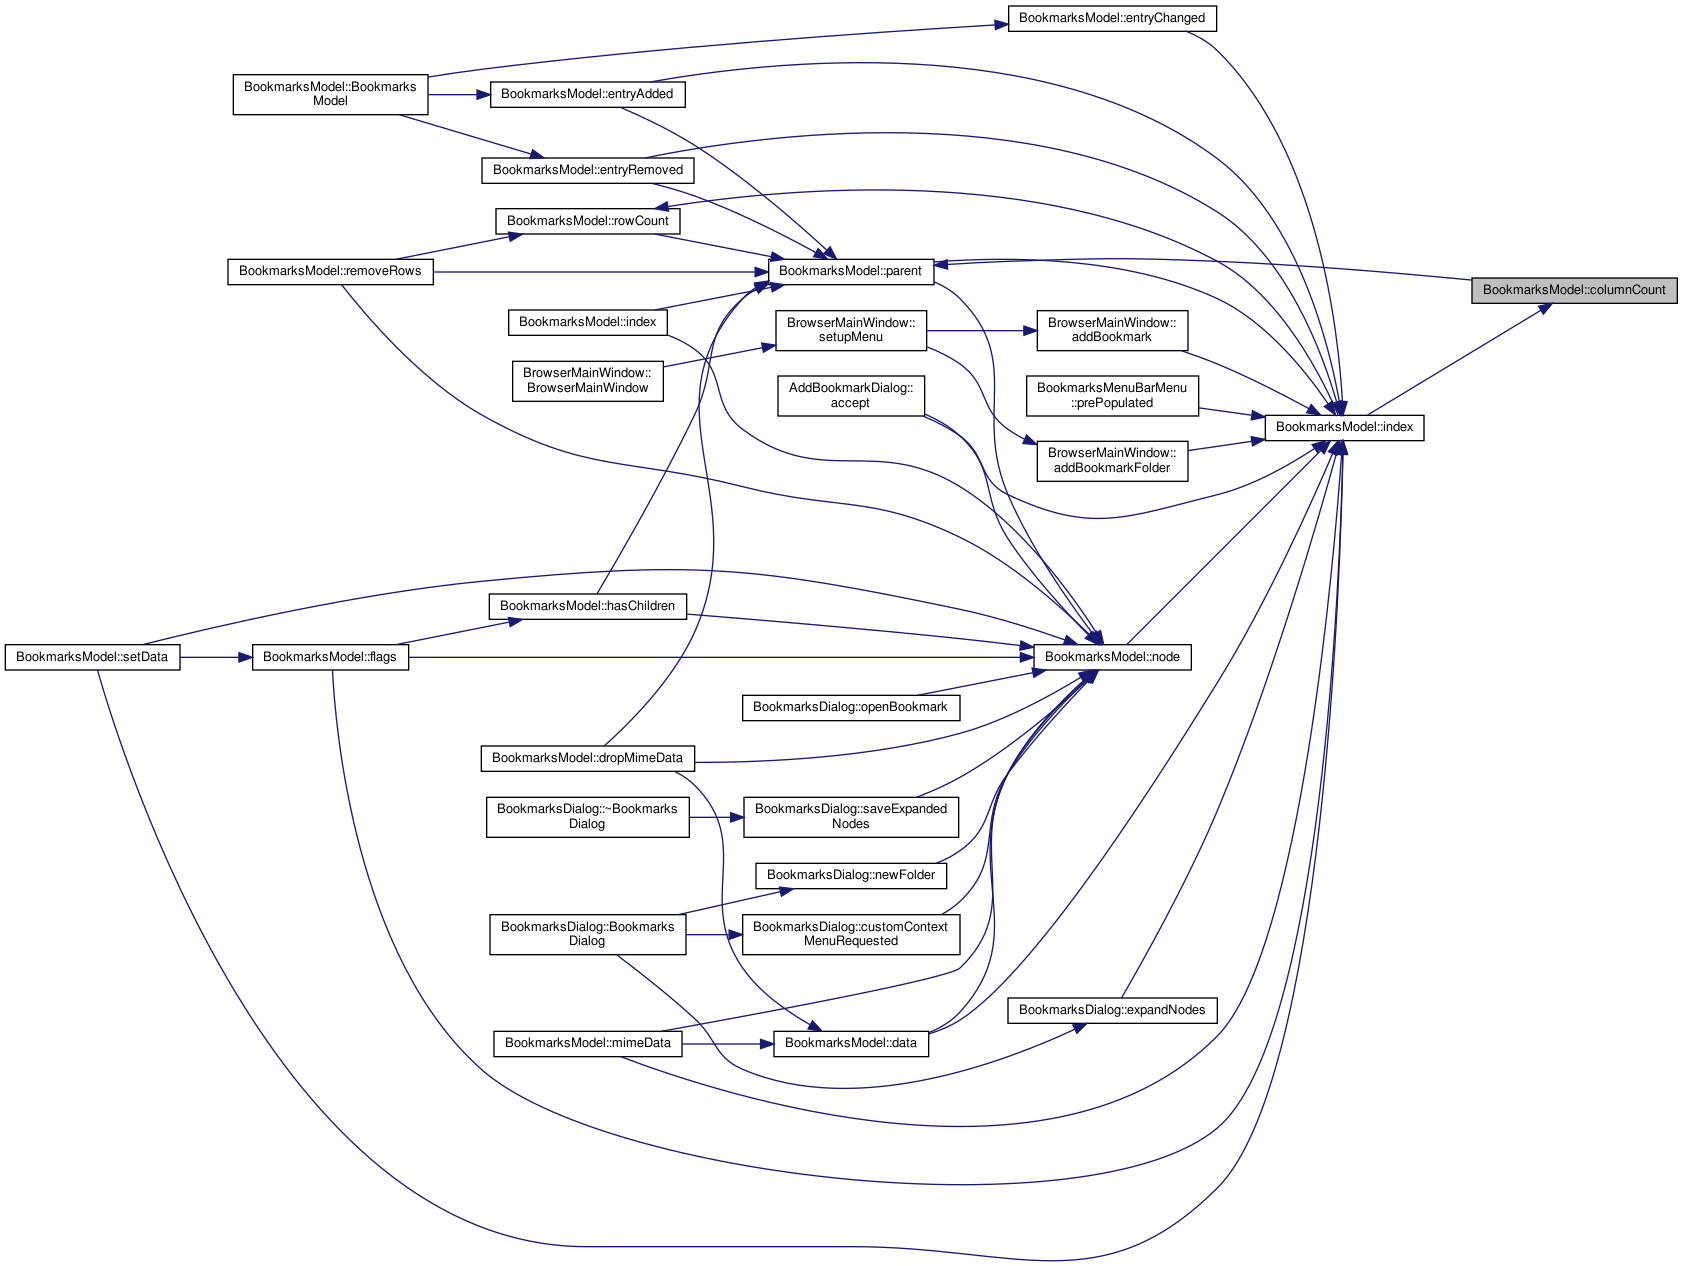 BookmarksModel::entryChanged
BookmarksModel::Bookmarks
Model
BookmarksModel::entryAdded
BookmarksModel::entryRemoved
BookmarksModel::rowCount
BookmarksModel::removeRows
BookmarksModel::parent
BookmarksModel::columnCount
BookmarksModel::index
BrowserMainWindow::
setupMenu
BrowserMainWindow::
addBookmark
BrowserMainWindow::
BrowserMainWindow
AddBookmarkDialog::
accept
BookmarksMenuBarMenu
::prePopulated
BookmarksModel::index
BrowserMainWindow::
addBookmarkFolder
BookmarksModel::hasChildren
BookmarksModel::setData
BookmarksModel::flags
BookmarksModel::node
BookmarksDialog::openBookmark
BookmarksModel::dropMimeData
BookmarksDialog::~Bookmarks
Dialog
BookmarksDialog::saveExpanded
Nodes
BookmarksDialog::newFolder
BookmarksDialog::Bookmarks
Dialog
BookmarksDialog::customContext
MenuRequested
BookmarksDialog::expandNodes
BookmarksModel::mimeData
BookmarksModel::data